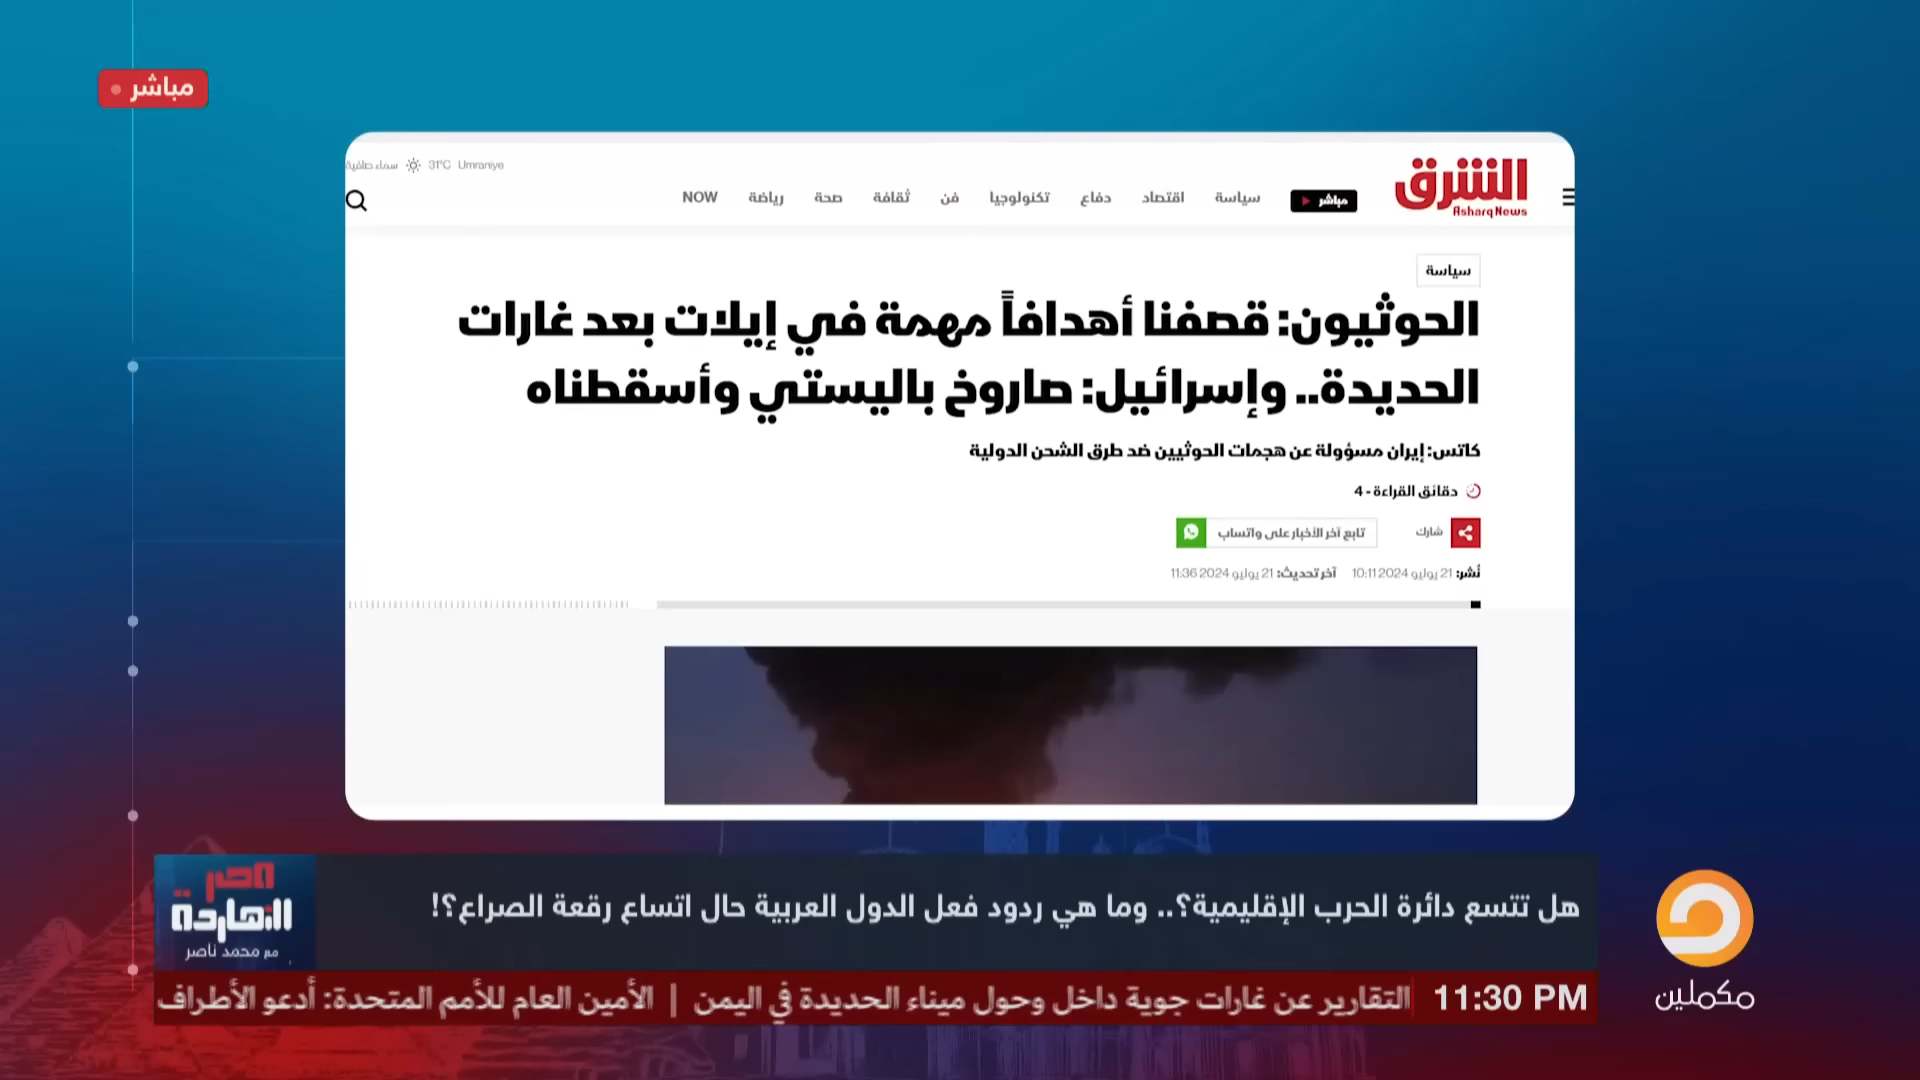 مباشر
سماء صافية 31°C Umraniye
الشرق
Asharq News
مباشر
سياسة اقتصاد دفاع تكنولوجيا فن ثقافة صحة رياضة NOW
سياسة
الحوثيون: قصفنا أهدافاً مهمة في إيلات بعد غارات
الحديدة.. وإسرائيل: صاروخ باليستي وأسقطناه
كاتس: إيران مسؤولة عن هجمات الحوثيين ضد طرق الشحن الدولية
دقائق القراءة - 4
شارك
تابع آخر الأخبار على واتساب
نُشر: 21 يوليو 2024 10:11 آخر تحديث: 21 يوليو 2024 11:36
هل تتسع دائرة الحرب الإقليمية؟.. وما هي ردود فعل الدول العربية حال اتساع رقعة الصراع؟!
مصر
النهاردة
مع محمد ناصر
11:30 PM
التقارير عن غارات جوية داخل وحول ميناء الحديدة في اليمن | الأمين العام للأمم المتحدة: أدعو الأطراف
مكملين